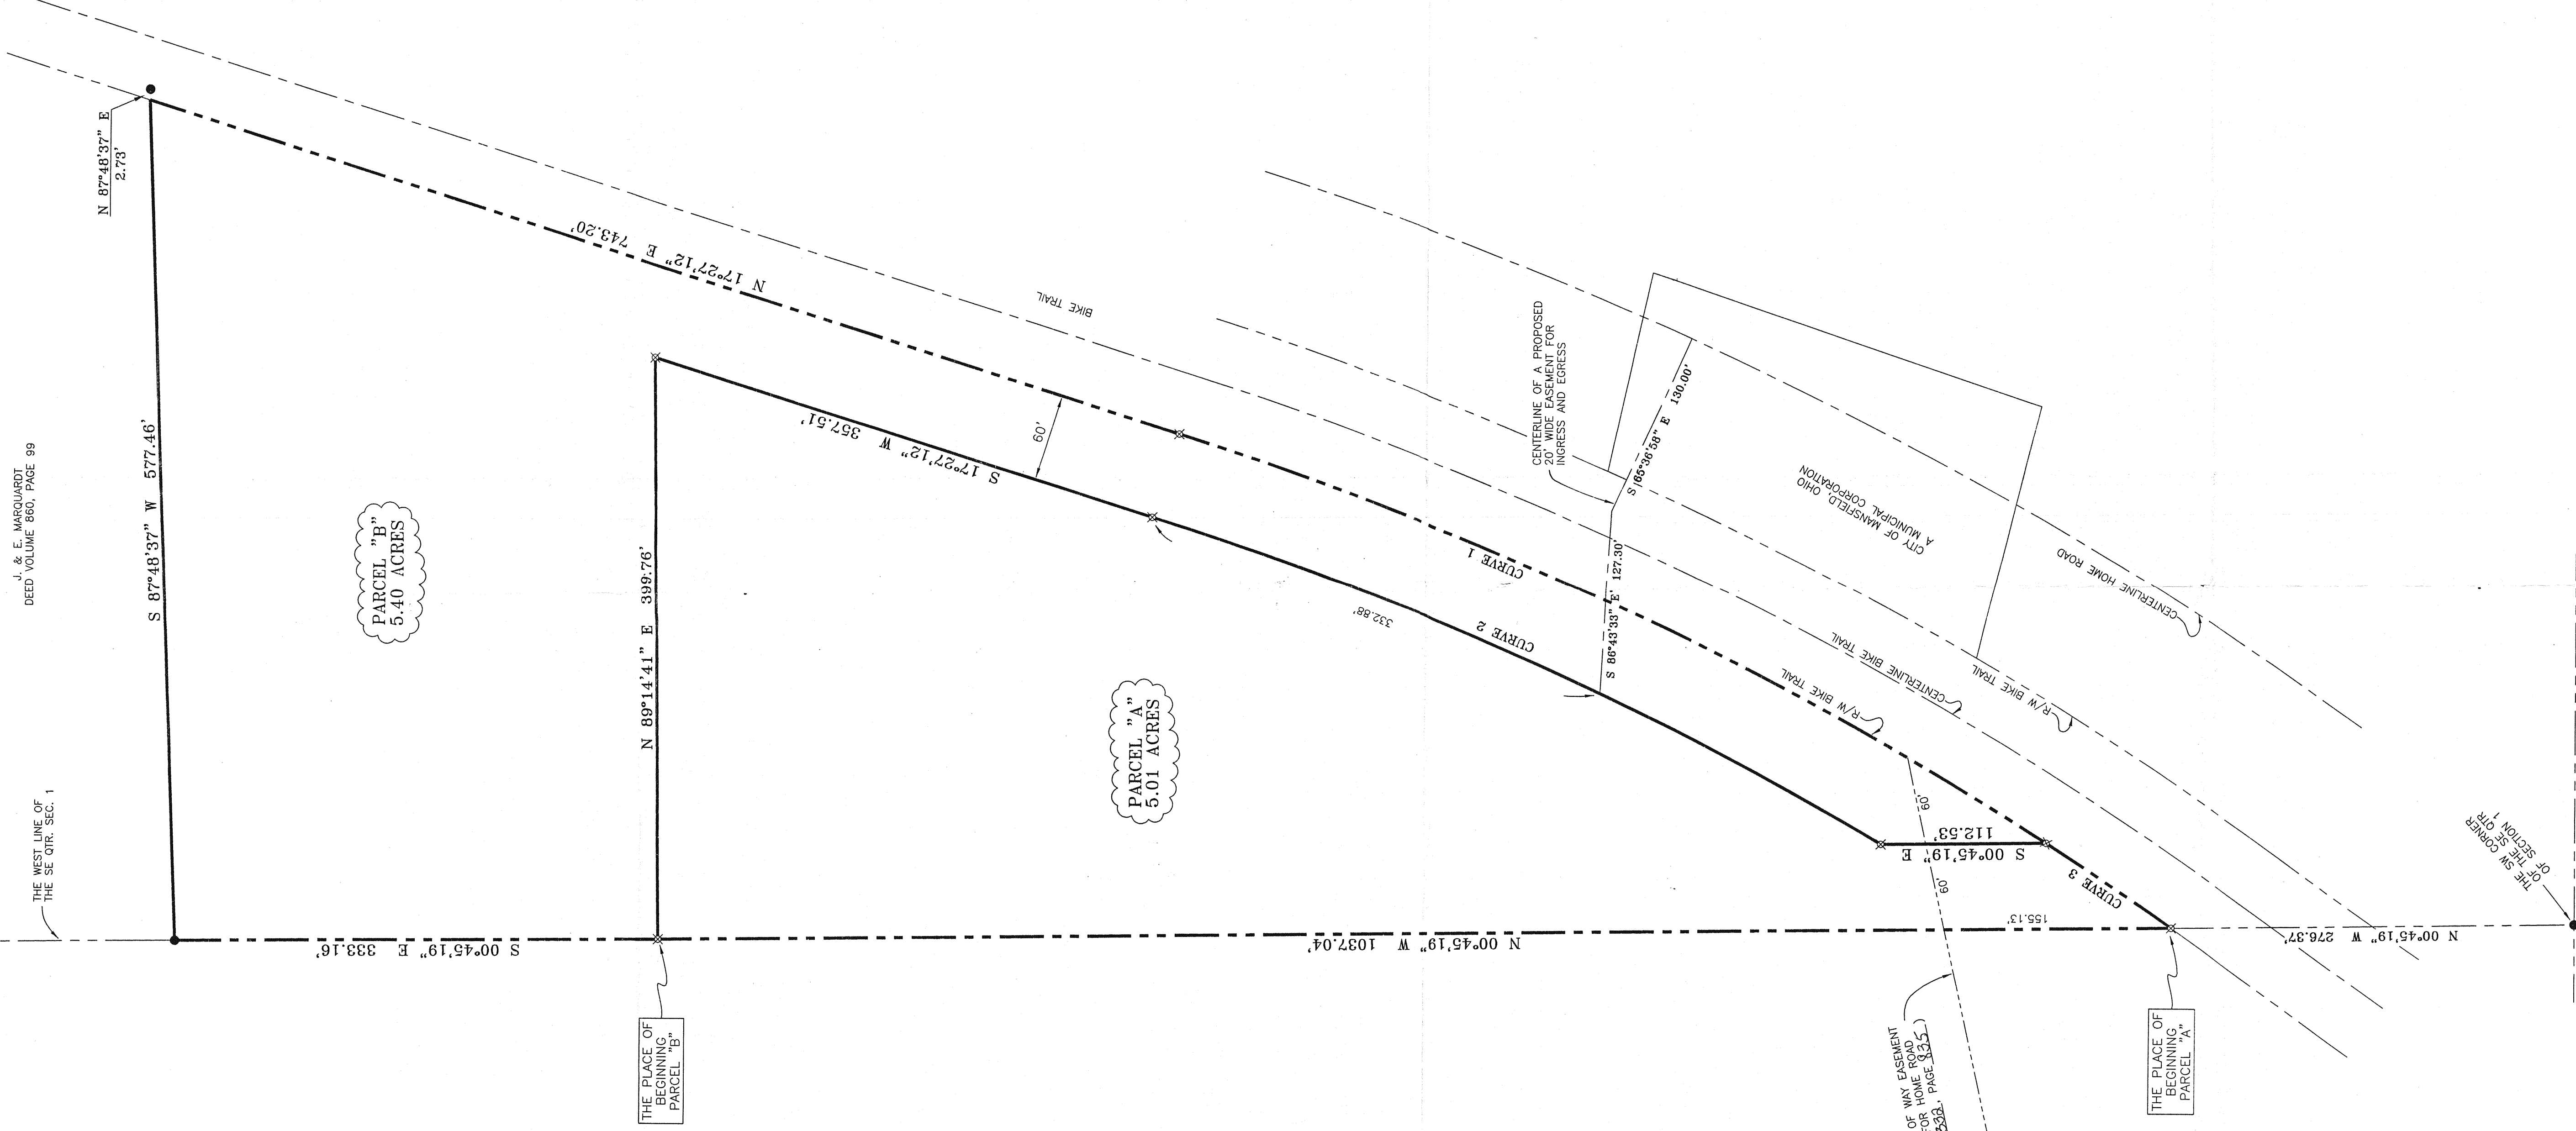 J. & E. MARQUARDT
DEED VOLUME 860, PAGE 99
THE WEST LINE OF
THE SE QTR. SEC. 1
N 87°48'37" E
2.73'
S 87°48'37" W 577.46'
PARCEL "B"
5.40 ACRES
S 00°45'19" E 333.16'
N 17°27'12" E 743.20'
BIKE TRAIL
N 89°14'41" E 399.76'
S 17°27'12" W 357.51'
60'
THE PLACE OF
BEGINNING
PARCEL "B"
PARCEL "A"
5.01 ACRES
N 00°45'19" W 1037.04'
332.88'
CURVE 2
CURVE 1
CENTERLINE OF A PROPOSED
20' WIDE EASEMENT FOR
INGRESS AND EGRESS
S 65°36'58" E 130.00'
S 86°43'33" E 127.30'
CITY OF MANSFIELD, OHIO
A MUNICIPAL CORPORATION
R/W BIKE TRAIL
CENTERLINE BIKE TRAIL
R/W BIKE TRAIL
CENTERLINE HOME ROAD
60'
60'
S 00°45'19" E
112.53'
CURVE 3
155.13'
OF WAY EASEMENT
FOR HOME ROAD
332, PAGE 835 )
THE PLACE OF
BEGINNING
PARCEL "A"
N 00°45'19" W 276.37'
THE SW CORNER
OF THE SE QTR
OF SECTION 1